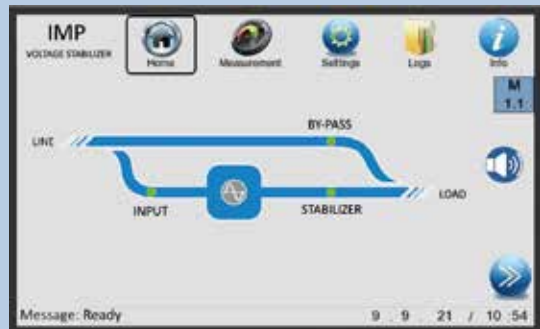 IMP
VOLTAGE STABILIZER
Home
Measurement
Settings
Logs
Info
M
1.1
BY-PASS
LINE
LOAD
INPUT
STABILIZER
Message: Ready
9 . 9 . 21 / 10 : 54